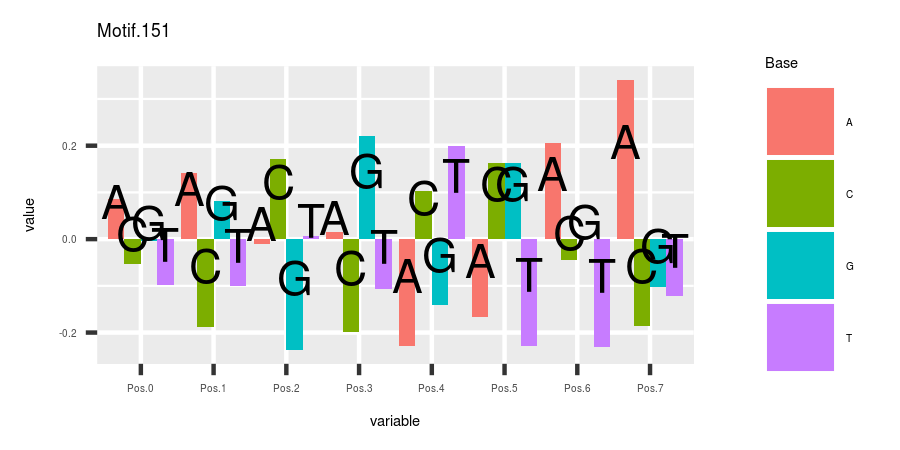 Motif.151
Base
A
C
G
T
value
0.2
0.0
-0.2
A C G T A C G T A C G T A C G T A C G T A C G T A C G T A C G T
Pos.0 Pos.1 Pos.2 Pos.3 Pos.4 Pos.5 Pos.6 Pos.7
variable